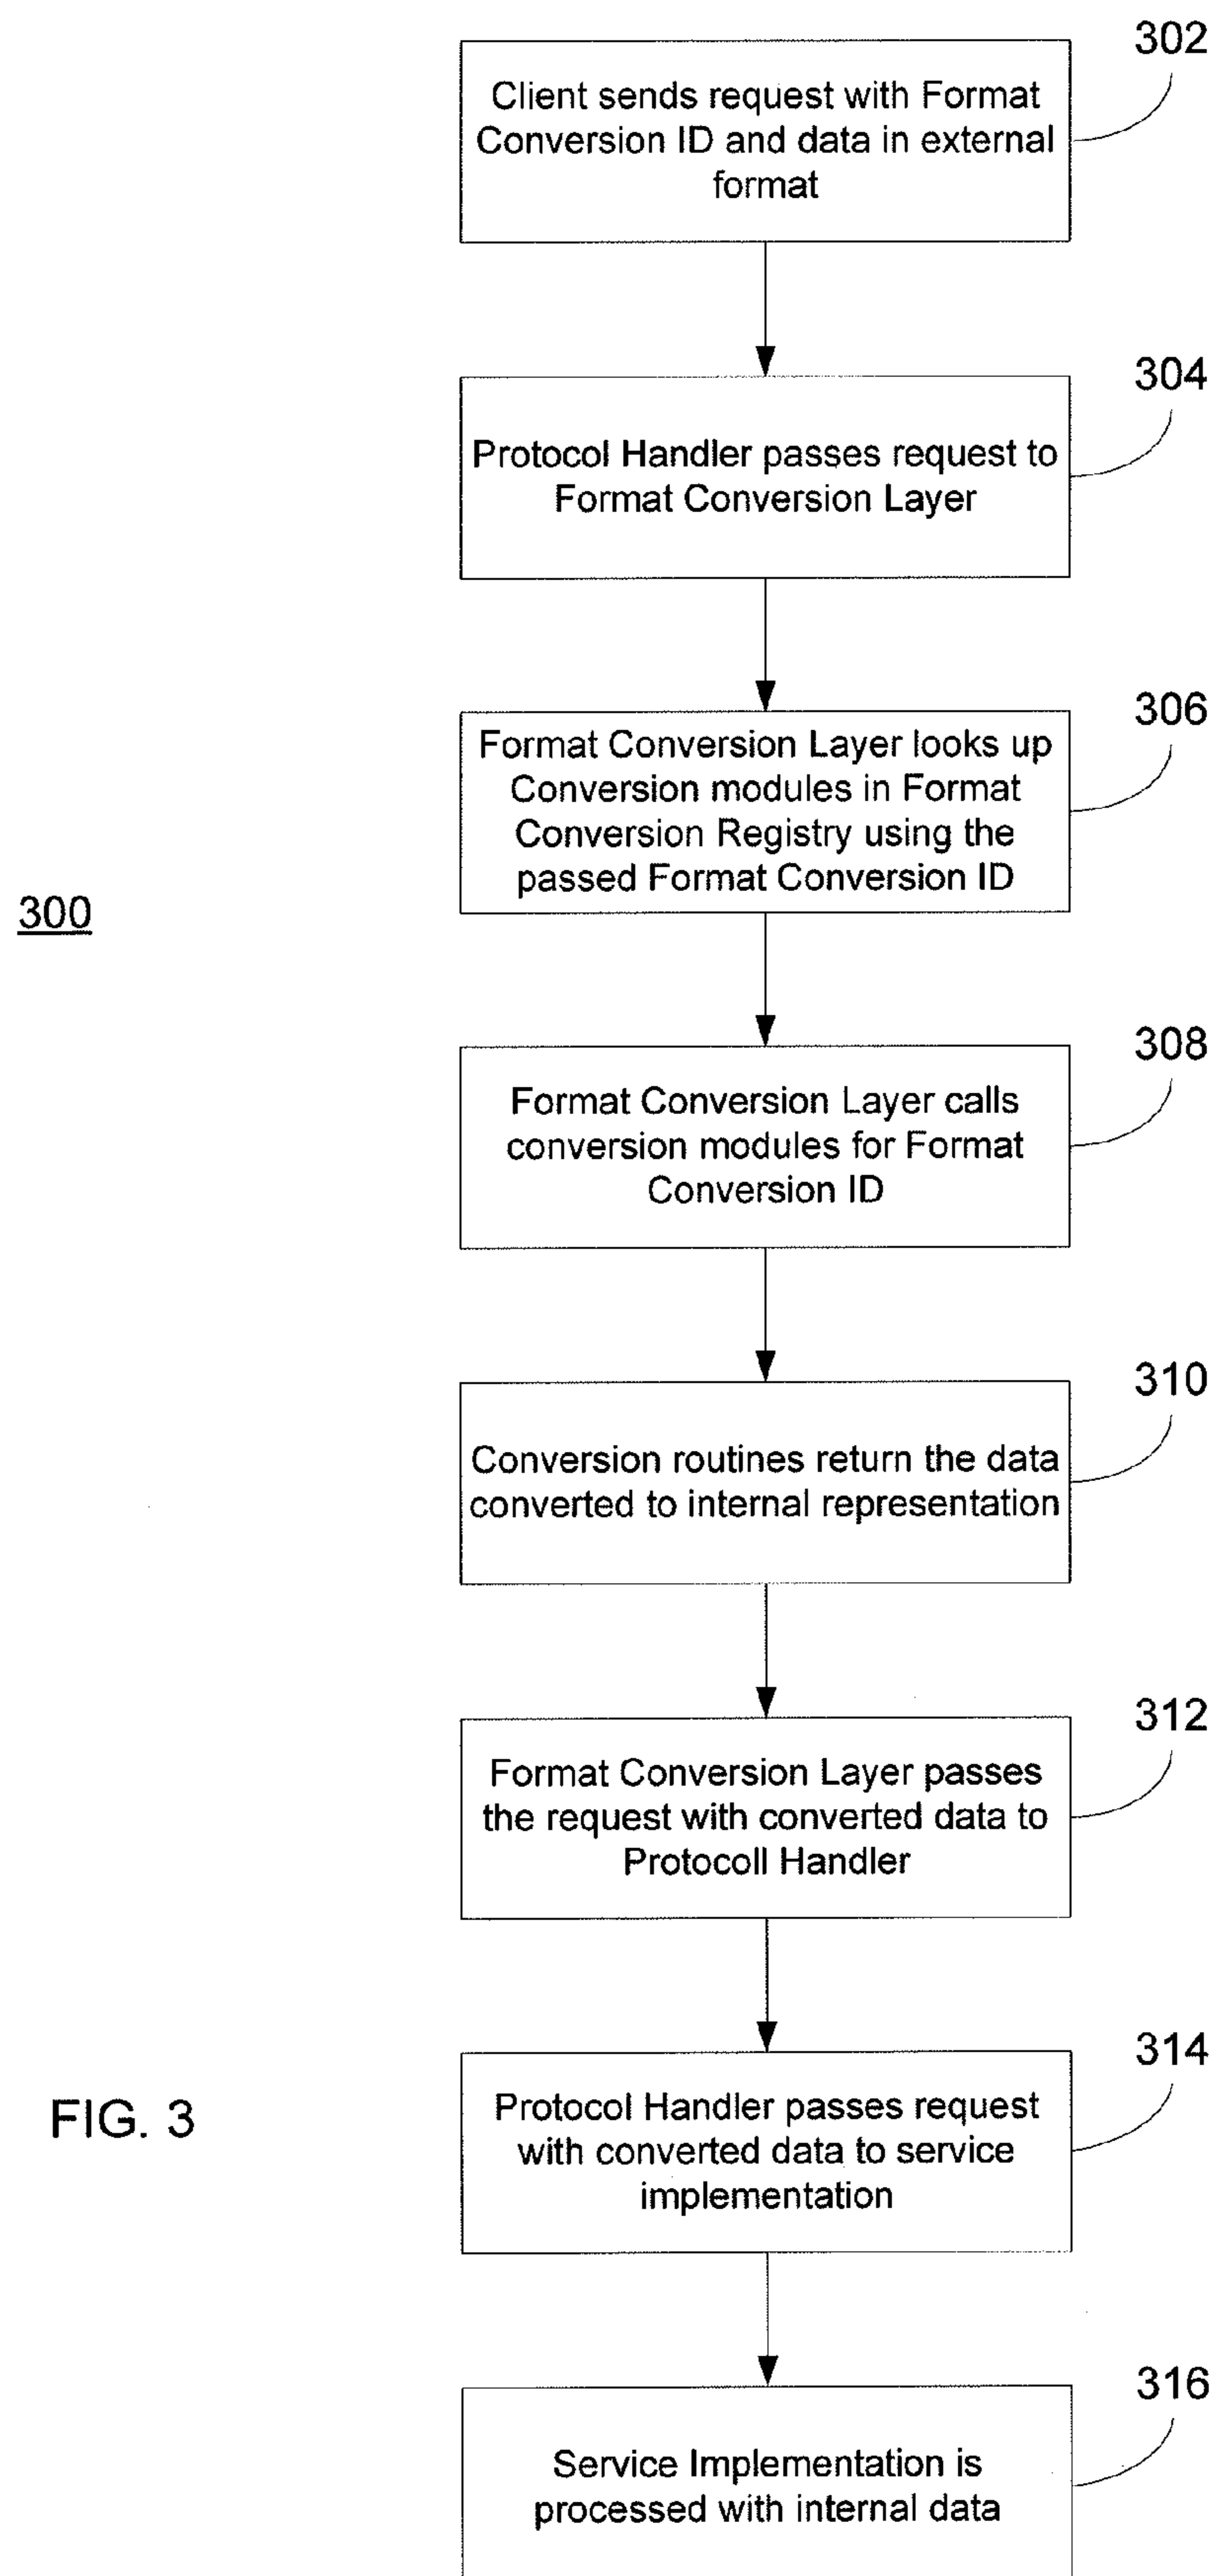 302
Client sends request with Format
Conversion ID and data in external
format
304
Protocol Handler passes request to
Format Conversion Layer
306
Format Conversion Layer looks up
Conversion modules in Format
Conversion Registry using the
passed Format Conversion ID
300
308
Format Conversion Layer calls
conversion modules for Format
Conversion ID
310
Conversion routines return the data
converted to internal representation
312
Format Conversion Layer passes
the request with converted data to
Protocoll Handler
314
Protocol Handler passes request
with converted data to service
implementation
FIG. 3
316
Service Implementation is
processed with internal data